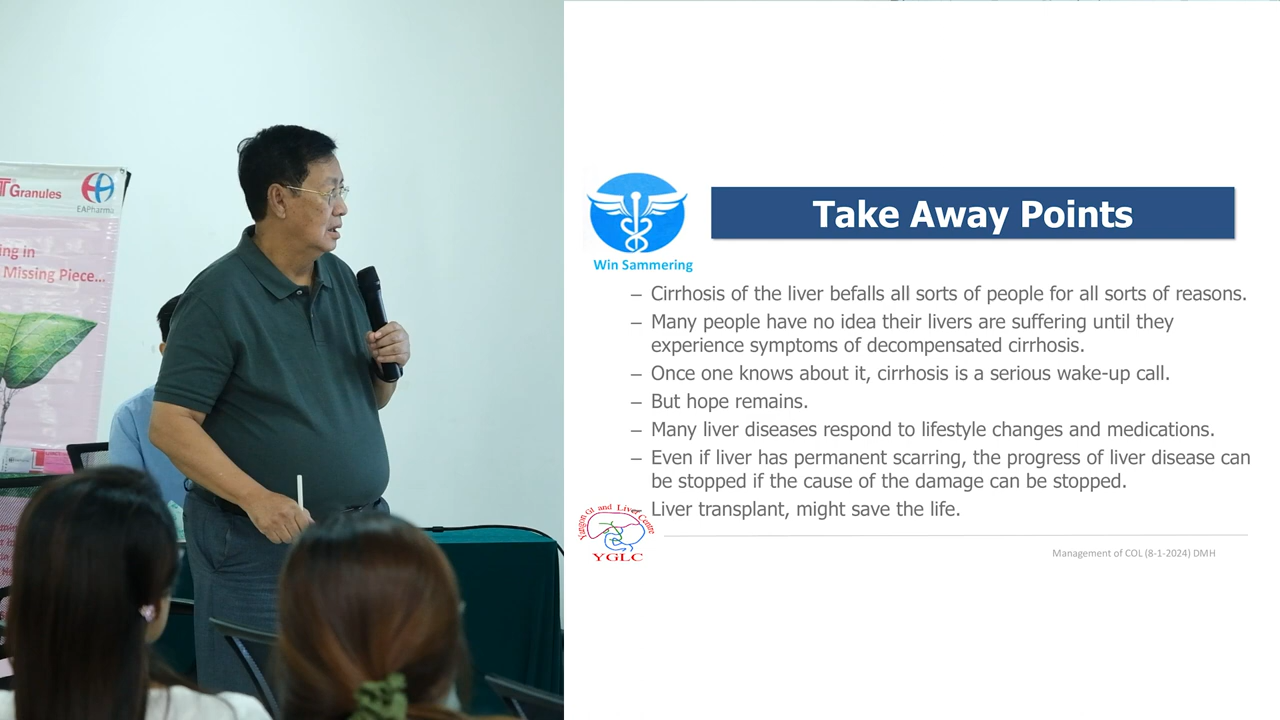 Granules
EAPharma
ing in
Missing Piece...
Take Away Points
Win Sammering
– Cirrhosis of the liver befalls all sorts of people for all sorts of reasons.
– Many people have no idea their livers are suffering until they
experience symptoms of decompensated cirrhosis.
– Once one knows about it, cirrhosis is a serious wake-up call.
– But hope remains.
– Many liver diseases respond to lifestyle changes and medications.
– Even if liver has permanent scarring, the progress of liver disease can
be stopped if the cause of the damage can be stopped.
Liver transplant, might save the life.
Yangon GI and Liver Centre
YGLC
Management of COL (8-1-2024) DMH